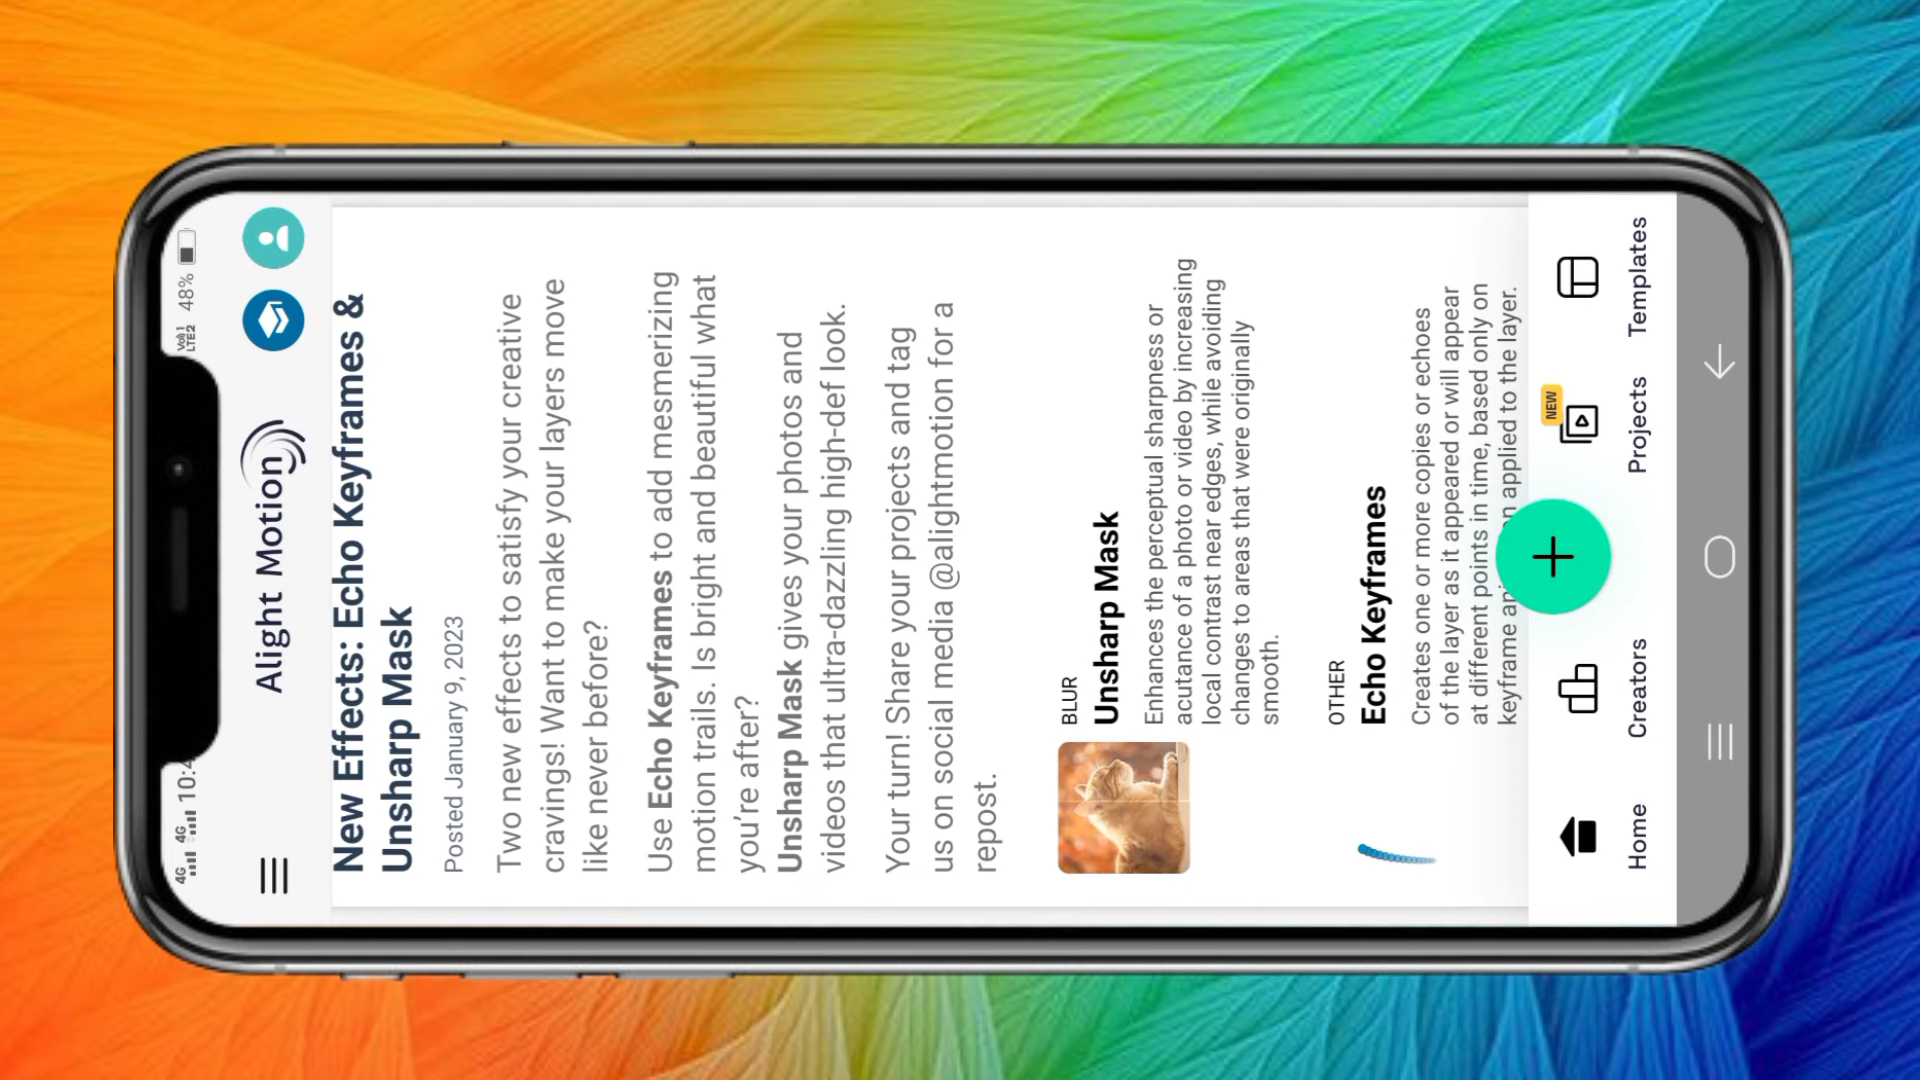 4G 4G 10:4
Vo)) 1
LTE2
48%
Alight Motion
New Effects: Echo Keyframes &
Unsharp Mask
Posted January 9, 2023
Two new effects to satisfy your creative
cravings! Want to make your layers move
like never before?
Use Echo Keyframes to add mesmerizing
motion trails. Is bright and beautiful what
you're after?
Unsharp Mask gives your photos and
videos that ultra-dazzling high-def look.
Your turn! Share your projects and tag
us on social media @alightmotion for a
repost.
BLUR
Unsharp Mask
Enhances the perceptual sharpness or
acutance of a photo or video by increasing
local contrast near edges, while avoiding
changes to areas that were originally
smooth.
OTHER
Echo Keyframes
Creates one or more copies or echoes
of the layer as it appeared or will appear
at different points in time, based only on
keyframe applied to the layer.
NEW
Home
Creators
Projects
Templates